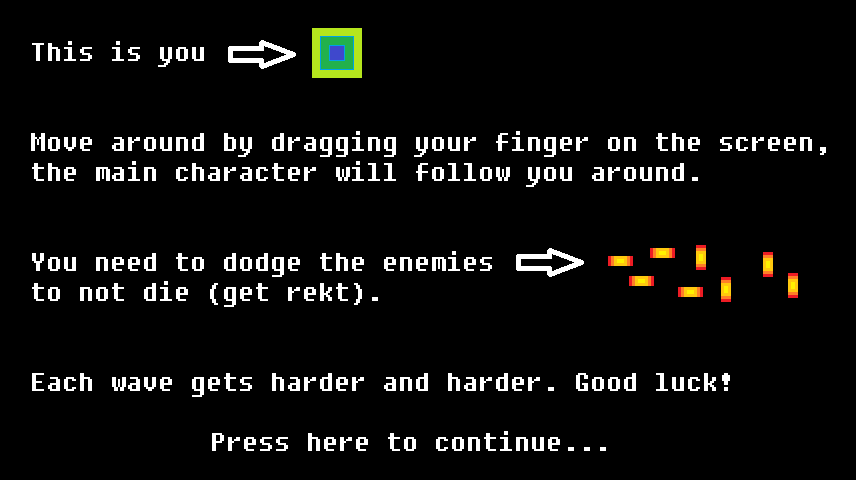 This is you
Move around by dragging your finger on the screen,
the main character will follow you around.
You need to dodge the enemies
to not die (get rekt).
Each wave gets harder and harder. Good luck!
Press here to continue...